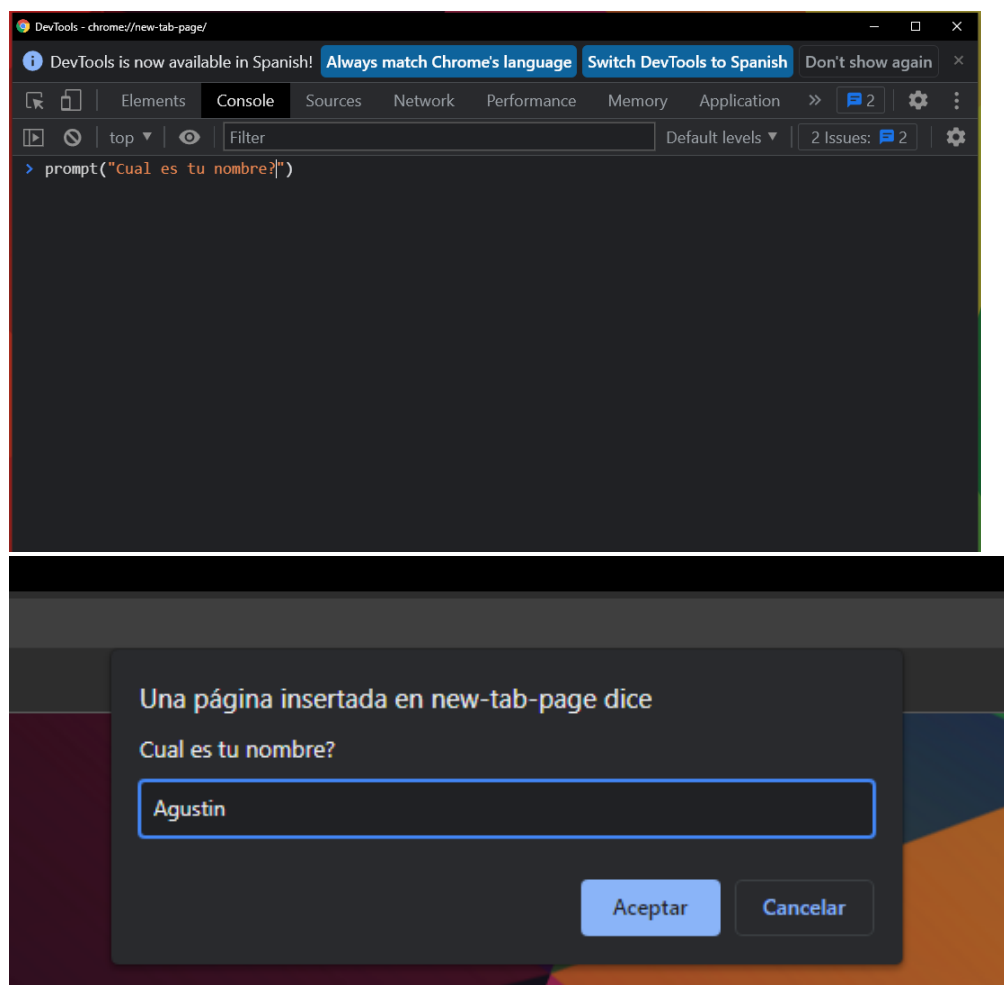 DevTools - chrome://new-tab-page/
DevTools is now available in Spanish! Always match Chrome's language Switch DevTools to Spanish Don't show again
Elements Console Sources Network Performance Memory Application » 2
top ▼ Filter Default levels ▼ 2 Issues: 2
> prompt("Cual es tu nombre?")
Una página insertada en new-tab-page dice
Cual es tu nombre?
Agustin
Aceptar Cancelar